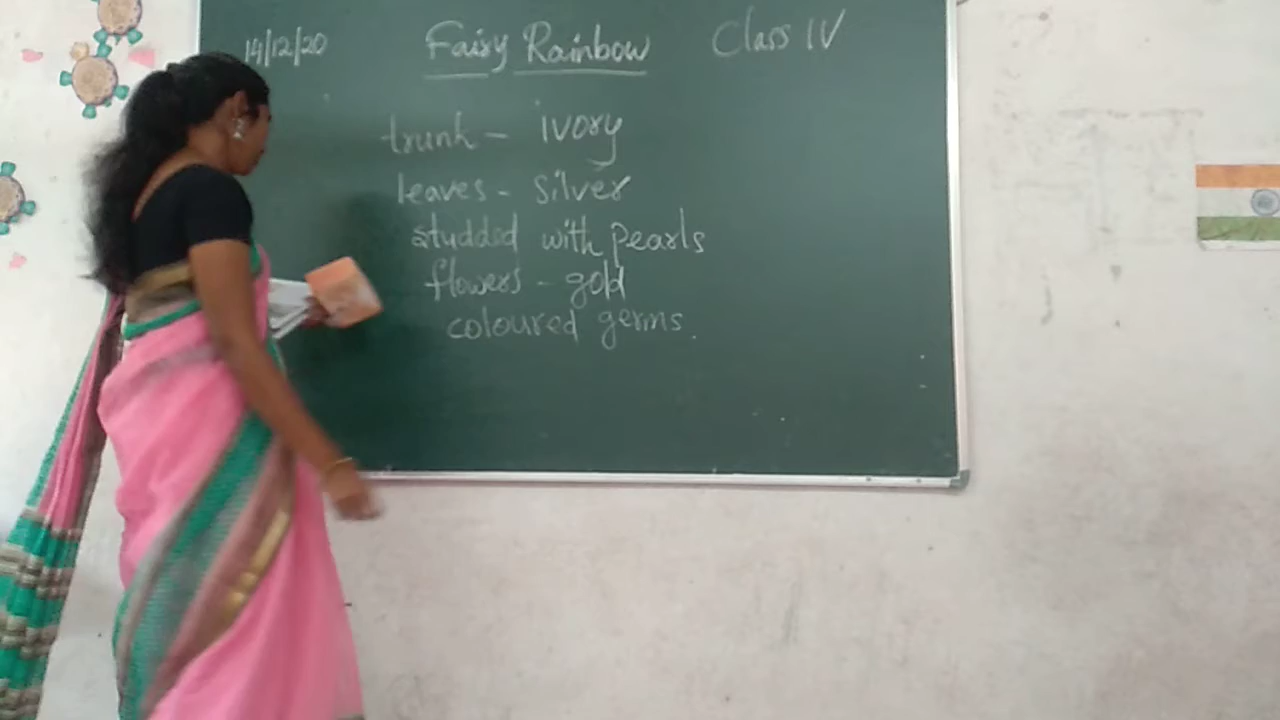 14/12/20 Fairy Rainbow Class IV
trunk - ivory
leaves - silver
studded with pearls
flowers - gold
coloured germs.